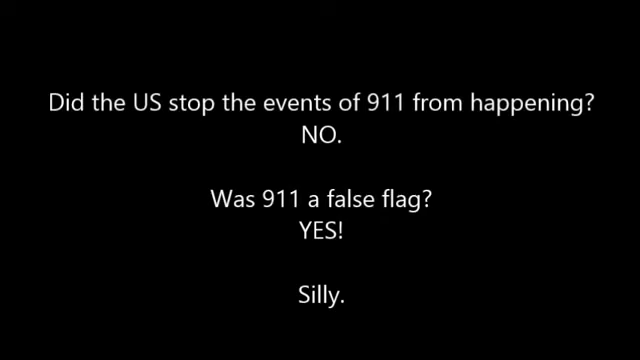 Did the US stop the events of 911 from happening?
NO.
Was 911 a false flag?
YES!
Silly.